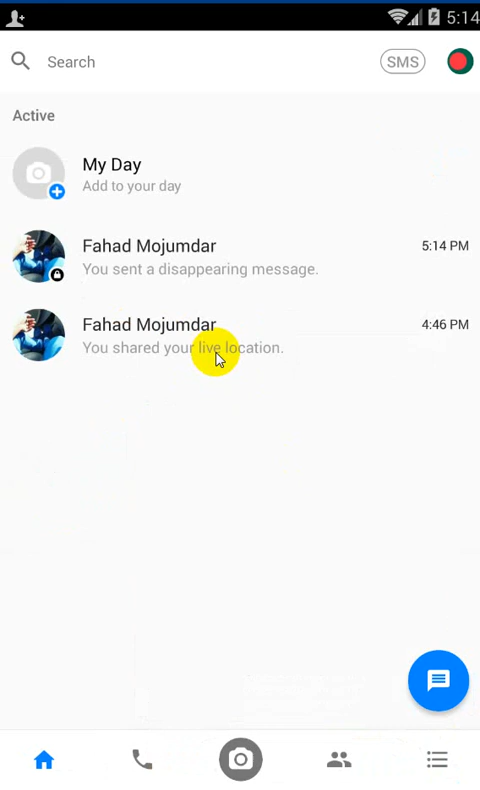 5:14
Search
SMS
Active
My Day
Add to your day
Fahad Mojumdar
5:14 PM
You sent a disappearing message.
Fahad Mojumdar
4:46 PM
You shared your live location.